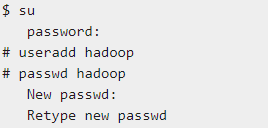 $ su
password:
# useradd hadoop
# passwd hadoop
New passwd:
Retype new passwd